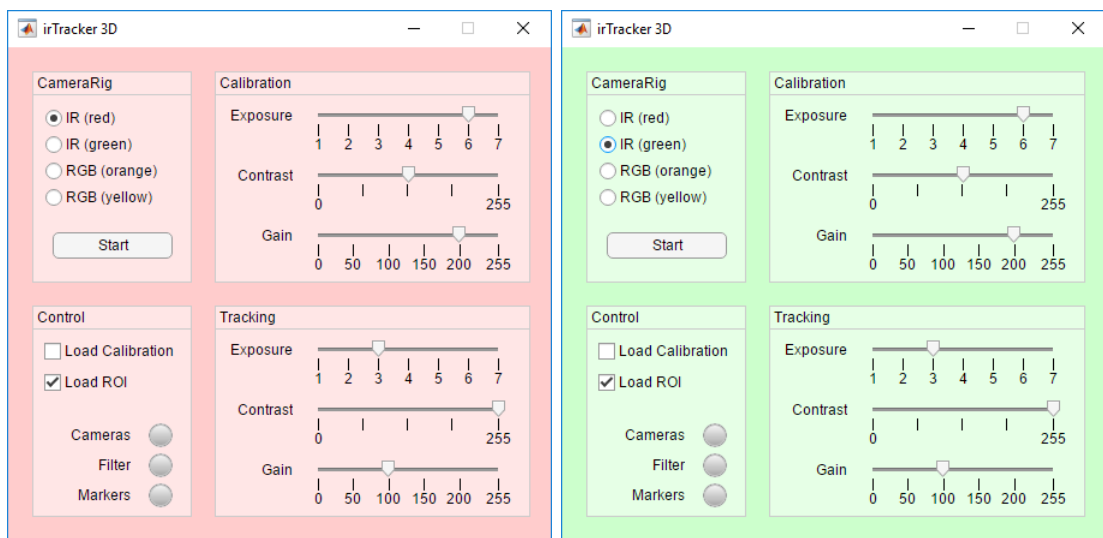 irTracker 3D
CameraRig
IR (red)
IR (green)
RGB (orange)
RGB (yellow)
Start
Calibration
Exposure
1 2 3 4 5 6 7
Contrast
0 255
Gain
0 50 100 150 200 255
Control
Load Calibration
Load ROI
Cameras
Filter
Markers
Tracking
Exposure
1 2 3 4 5 6 7
Contrast
0 255
Gain
0 50 100 150 200 255
irTracker 3D
CameraRig
IR (red)
IR (green)
RGB (orange)
RGB (yellow)
Start
Calibration
Exposure
1 2 3 4 5 6 7
Contrast
0 255
Gain
0 50 100 150 200 255
Control
Load Calibration
Load ROI
Cameras
Filter
Markers
Tracking
Exposure
1 2 3 4 5 6 7
Contrast
0 255
Gain
0 50 100 150 200 255